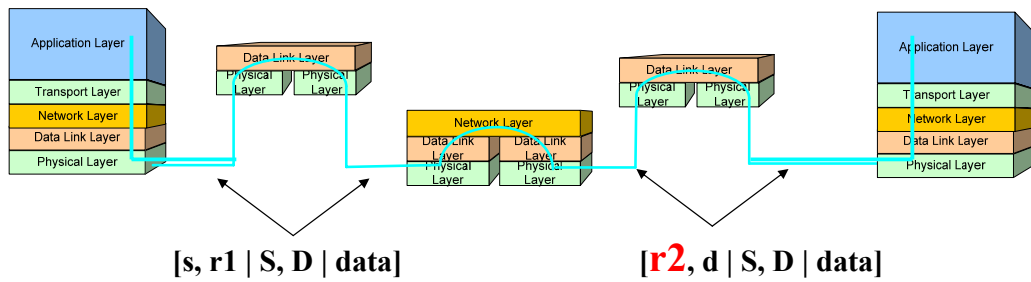 Application Layer
Transport Layer
Network Layer
Data Link Layer
Physical Layer
Data Link Layer
Physical
Layer
Physical
Layer
Network Layer
Data Link
Layer
Data Link
Layer
Physical
Layer
Physical
Layer
Data Link Layer
Physical
Layer
Physical
Layer
Application Layer
Transport Layer
Network Layer
Data Link Layer
Physical Layer
[s, r1 | S, D | data]
[r2, d | S, D | data]